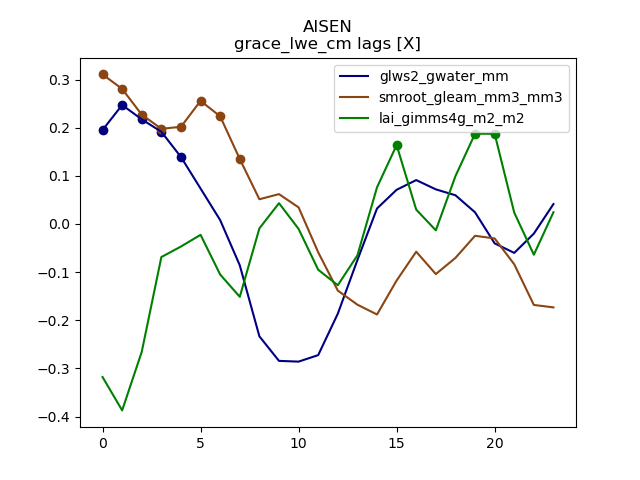 AISEN
grace_lwe_cm lags [X]
glws2_gwater_mm
smroot_gleam_mm3_mm3
lai_gimms4g_m2_m2
0.3
0.2
0.1
0.0
−0.1
−0.2
−0.3
−0.4
0 5 10 15 20